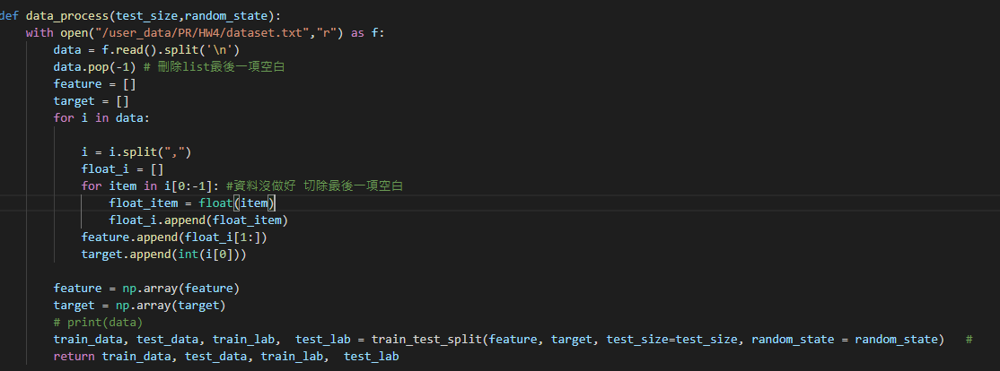 def data_process(test_size,random_state):
    with open("/user_data/PR/HW4/dataset.txt","r") as f:
        data = f.read().split('\n')
        data.pop(-1) # 刪除list最後一項空白
        feature = []
        target = []
        for i in data:
            i = i.split(",")
            float_i = []
            for item in i[0:-1]: #資料沒做好 切除最後一項空白
                float_item = float(item)
                float_i.append(float_item)
            feature.append(float_i[1:])
            target.append(int(i[0]))
        feature = np.array(feature)
        target = np.array(target)
        # print(data)
        train_data, test_data, train_lab,  test_lab = train_test_split(feature, target, test_size=test_size, random_state = random_state)   #
        return train_data, test_data, train_lab,  test_lab